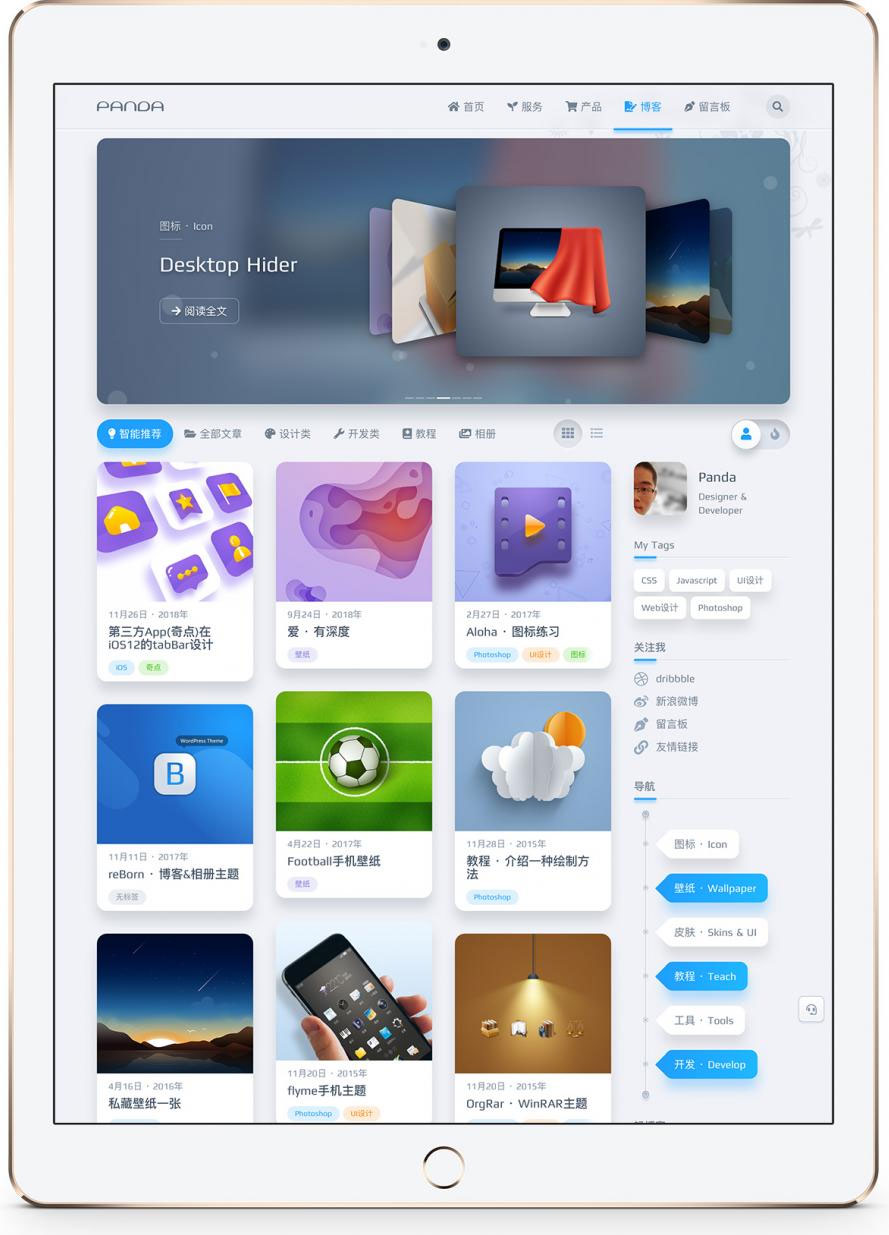 PANDA
首页
服务
产品
博客
留言板
图标 · Icon
Desktop Hider
阅读全文
智能推荐
全部文章
设计类
开发类
教程
相册
11月26日 · 2018年
第三方App(奇点)在
iOS12的tabBar设计
iOS
奇点
9月24日 · 2018年
爱 · 有深度
壁纸
2月27日 · 2017年
Aloha · 图标练习
Photoshop
UI设计
图标
WordPress Theme
B
11月11日 · 2017年
reBorn · 博客&相册主题
无标签
4月22日 · 2017年
Football手机壁纸
壁纸
11月28日 · 2015年
教程 · 介绍一种绘制方
法
Photoshop
4月16日 · 2016年
私藏壁纸一张
11月20日 · 2015年
flyme手机主题
Photoshop
UI设计
11月20日 · 2015年
OrgRar · WinRAR主题
Panda
Designer &
Developer
My Tags
CSS
Javascript
UI设计
Web设计
Photoshop
关注我
dribbble
新浪微博
留言板
友情链接
导航
图标 · Icon
壁纸 · Wallpaper
皮肤 · Skins & UI
教程 · Teach
工具 · Tools
开发 · Develop